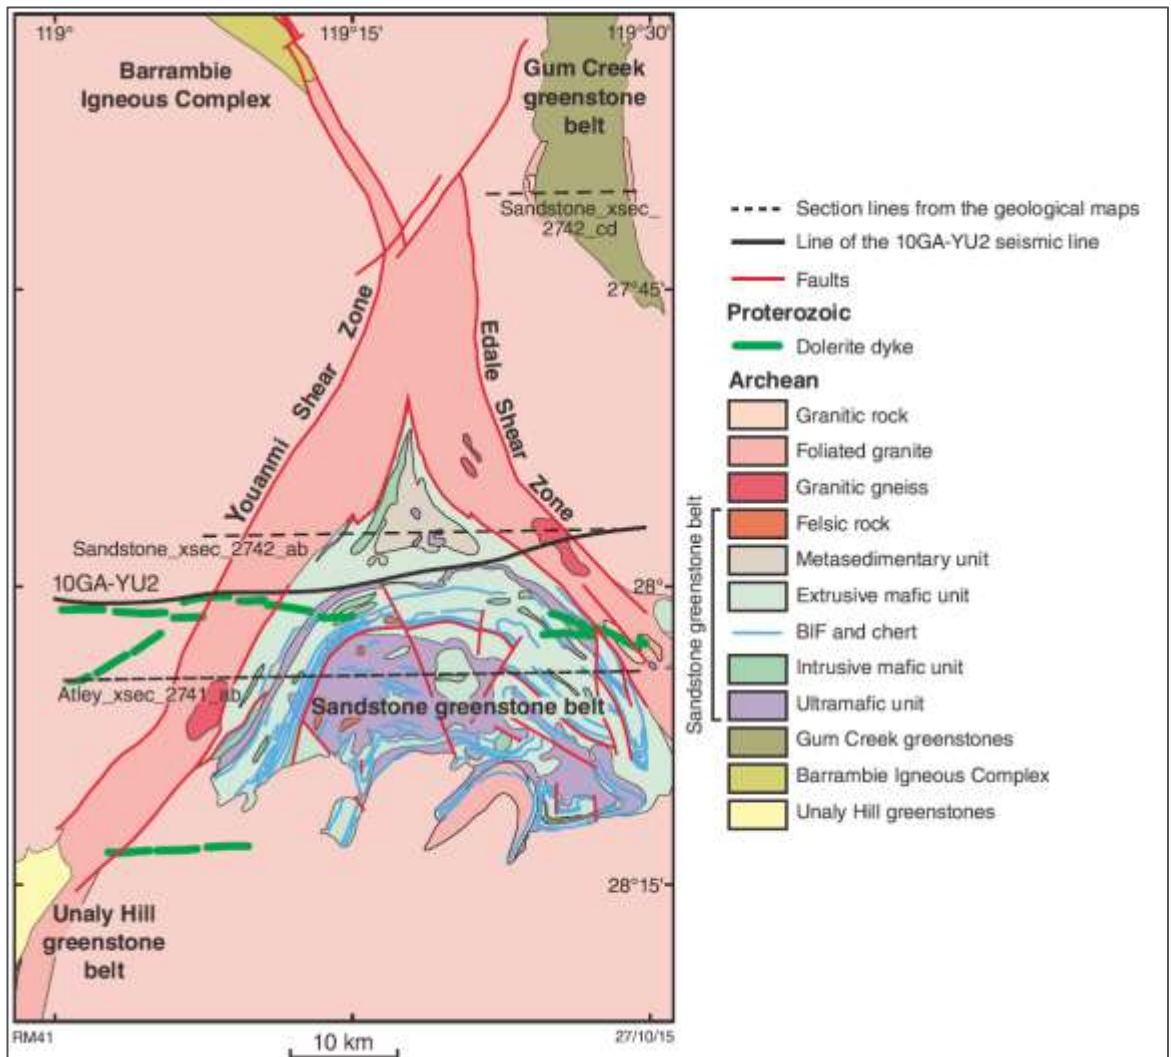 119°
119°15'
119°30'
Barrambie
Igneous Complex
Gum Creek
greenstone
belt
Sandstone_xsec_
2742_cd
27°45'
Youanmi Shear Zone
Edale Shear Zone
Sandstone_xsec_2742_ab
10GA-YU2
28°
Atley_xsec_2741_ab
Sandstone greenstone belt
28°15'
Unaly Hill
greenstone
belt
RM41
10 km
27/10/15
Section lines from the geological maps
Line of the 10GA-YU2 seismic line
Faults
Proterozoic
Dolerite dyke
Archean
Granitic rock
Foliated granite
Granitic gneiss
Sandstone greenstone belt
Felsic rock
Metasedimentary unit
Extrusive mafic unit
BIF and chert
Intrusive mafic unit
Ultramafic unit
Gum Creek greenstones
Barrambie Igneous Complex
Unaly Hill greenstones